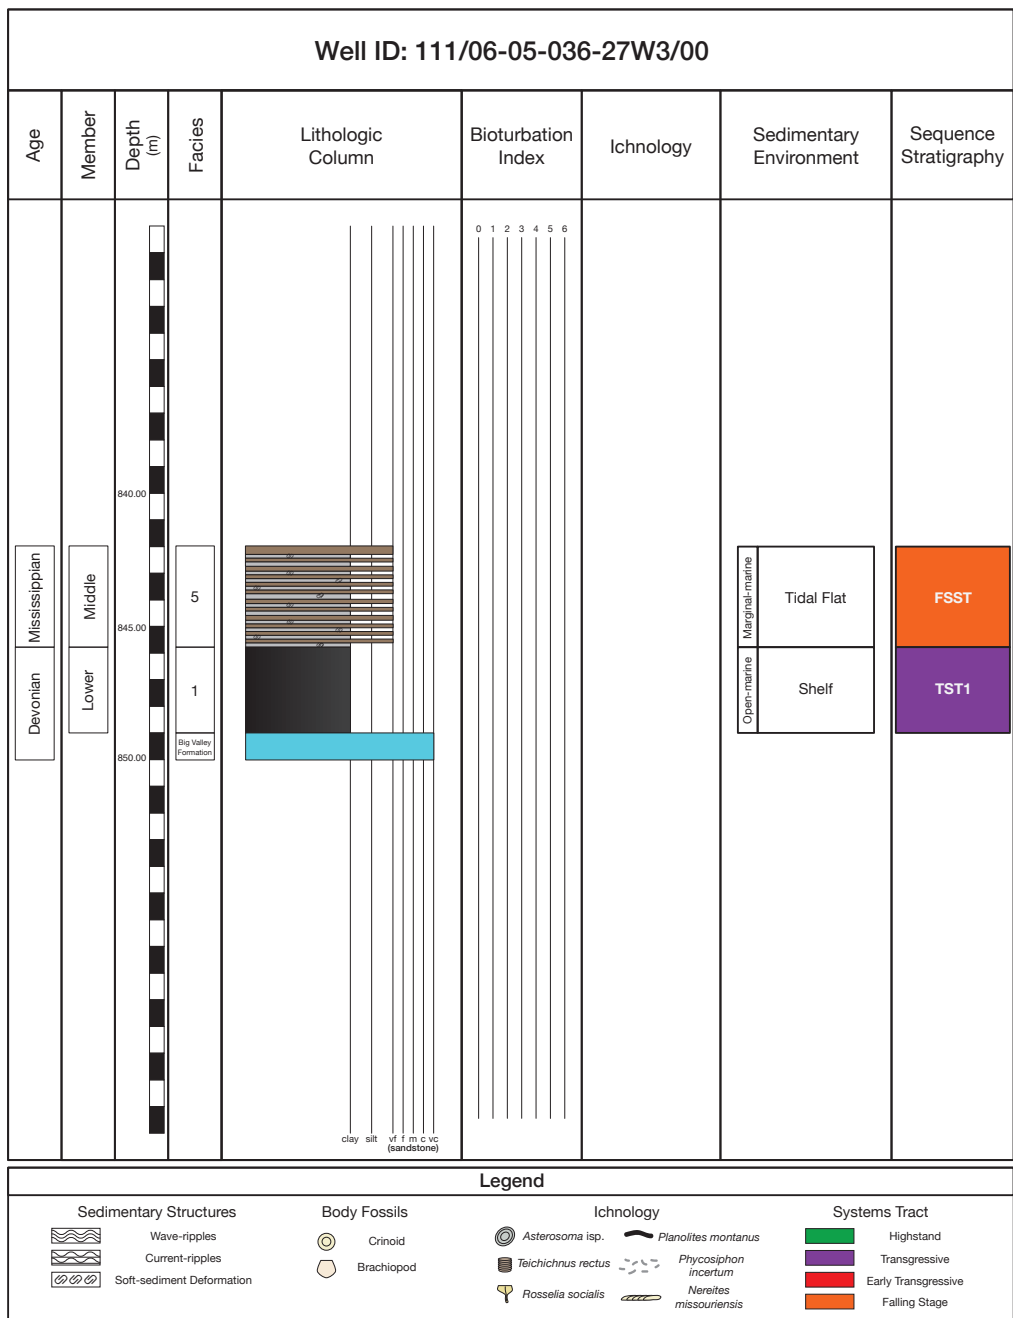 Well ID: 111/06-05-036-27W3/00
Age
Member
Depth
(m)
Facies
Lithologic
Column
Bioturbation
Index
Ichnology
Sedimentary
Environment
Sequence
Stratigraphy
0 1 2 3 4 5 6
840.00
845.00
850.00
Mississippian
Devonian
Middle
Lower
5
1
Big Valley
Formation
Marginal-marine
Open-marine
Tidal Flat
Shelf
FSST
TST1
clay silt vf f m c vc
(sandstone)
Legend
Sedimentary Structures
Wave-ripples
Current-ripples
Soft-sediment Deformation
Body Fossils
Crinoid
Brachiopod
Ichnology
Asterosoma isp.
Teichichnus rectus
Rosselia socialis
Planolites montanus
Phycosiphon
incertum
Nereites
missouriensis
Systems Tract
Highstand
Transgressive
Early Transgressive
Falling Stage